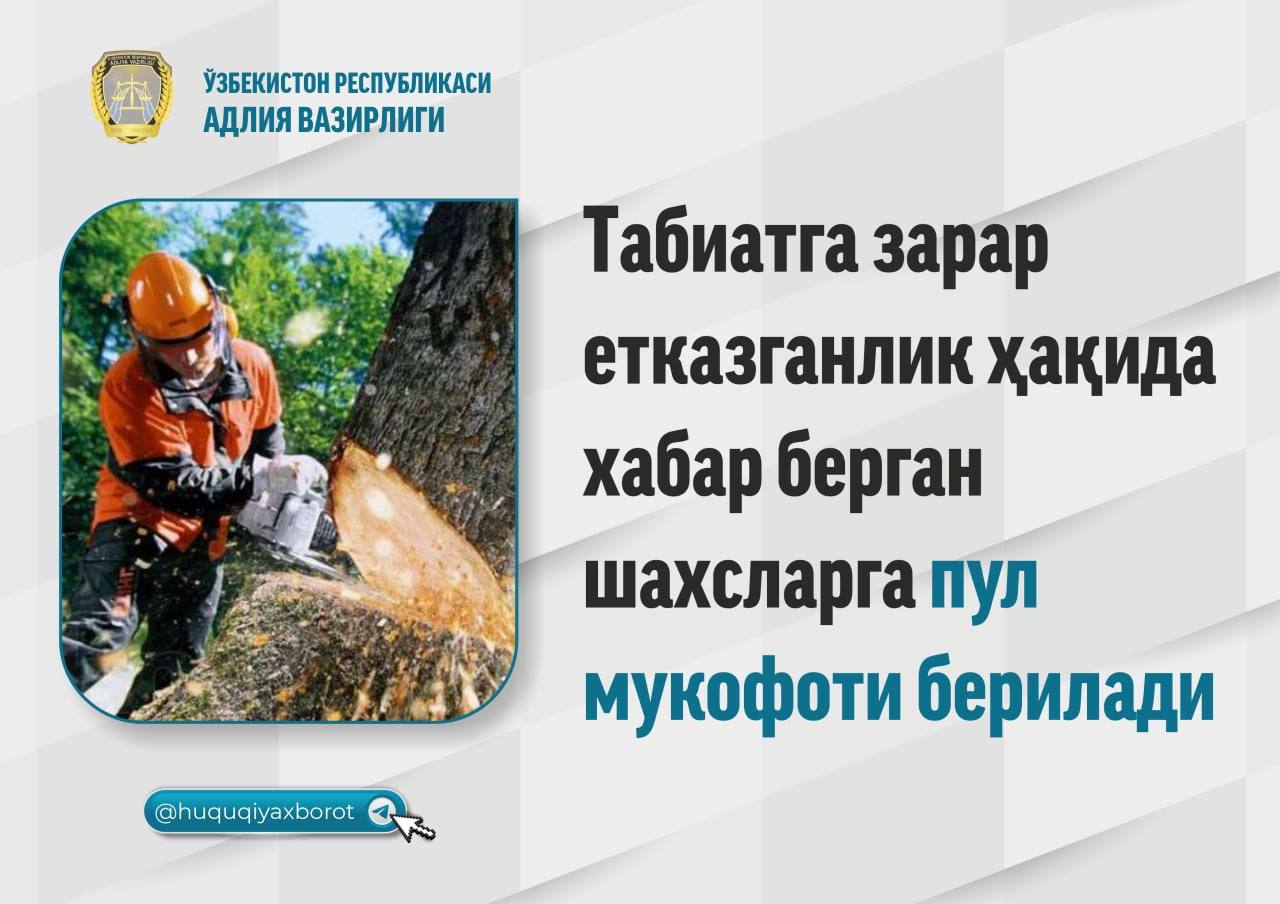 ЎЗБЕКИСТОН РЕСПУБЛИКАСИ
АДЛИЯ ВАЗИРЛИГИ
Табиатга зарар
етказганлик ҳақида
хабар берган
шахсларга пул
мукофоти берилади
@huquqiyaxborot